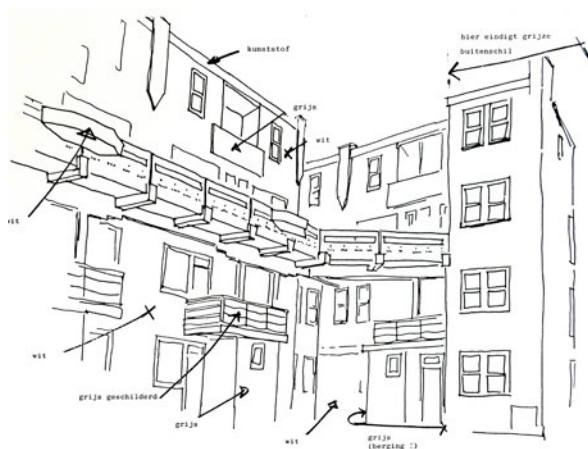 hier eindigt grijze
buitenschil
kunststof
grijs
wit
wit
wit
grijs geschilderd
grijs
wit
grijs
(berging !)